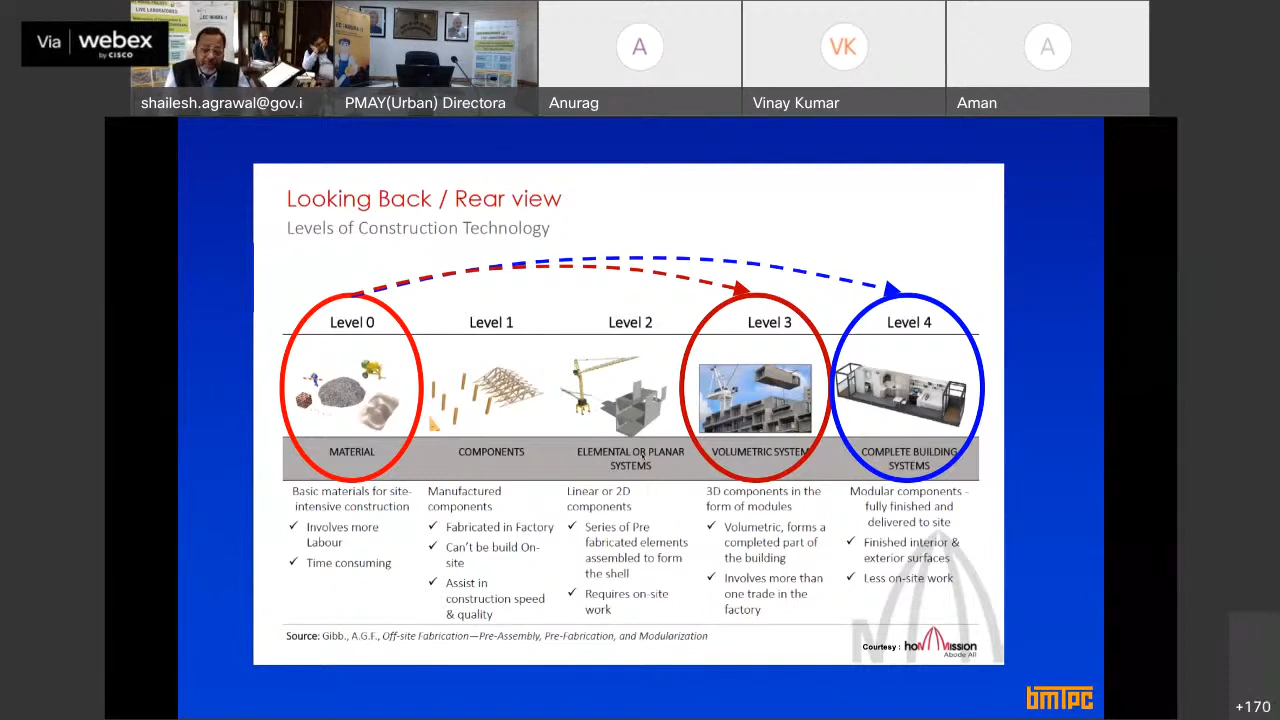 Via | webex
by CISCO
shailesh.agrawal@gov.i
PMAY(Urban) Directora
Anurag
Vinay Kumar
Aman
A
VK
A
Looking Back / Rear view
Levels of Construction Technology
Level 0
Level 1
Level 2
Level 3
Level 4
MATERIAL
COMPONENTS
ELEMENTAL OR PLANAR
SYSTEMS
VOLUMETRIC SYSTEM
COMPLETE BUILDING
SYSTEMS
Basic materials for site-
intensive construction
✓ Involves more
Labour
✓ Time consuming
Manufactured
components
✓ Fabricated in Factory
✓ Can't be build On-
site
✓ Assist in
construction speed
& quality
Linear or 2D
components
✓ Series of Pre
fabricated elements
assembled to form
the shell
✓ Requires on-site
work
3D components in the
form of modules
✓ Volumetric, forms a
completed part of
the building
✓ Involves more than
one trade in the
factory
Modular components -
fully finished and
delivered to site
✓ Finished interior &
exterior surfaces
✓ Less on-site work
Source: Gibb., A.G.F., Off-site Fabrication—Pre-Assembly, Pre-Fabrication, and Modularization
Courtesy : hoMMission
Abode All
bmTPC
+170